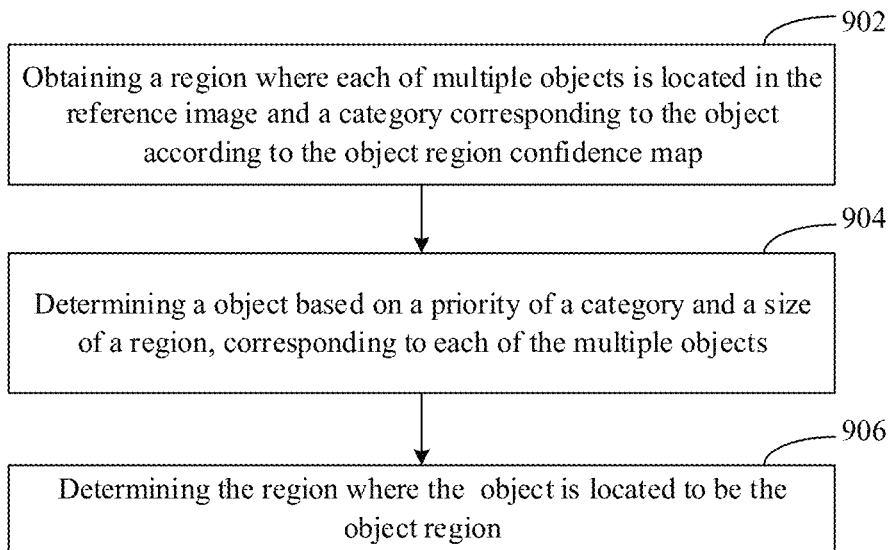 902
Obtaining a region where each of multiple objects is located in the
reference image and a category corresponding to the object
according to the object region confidence map
904
Determining a object based on a priority of a category and a size
of a region, corresponding to each of the multiple objects
906
Determining the region where the object is located to be the
object region